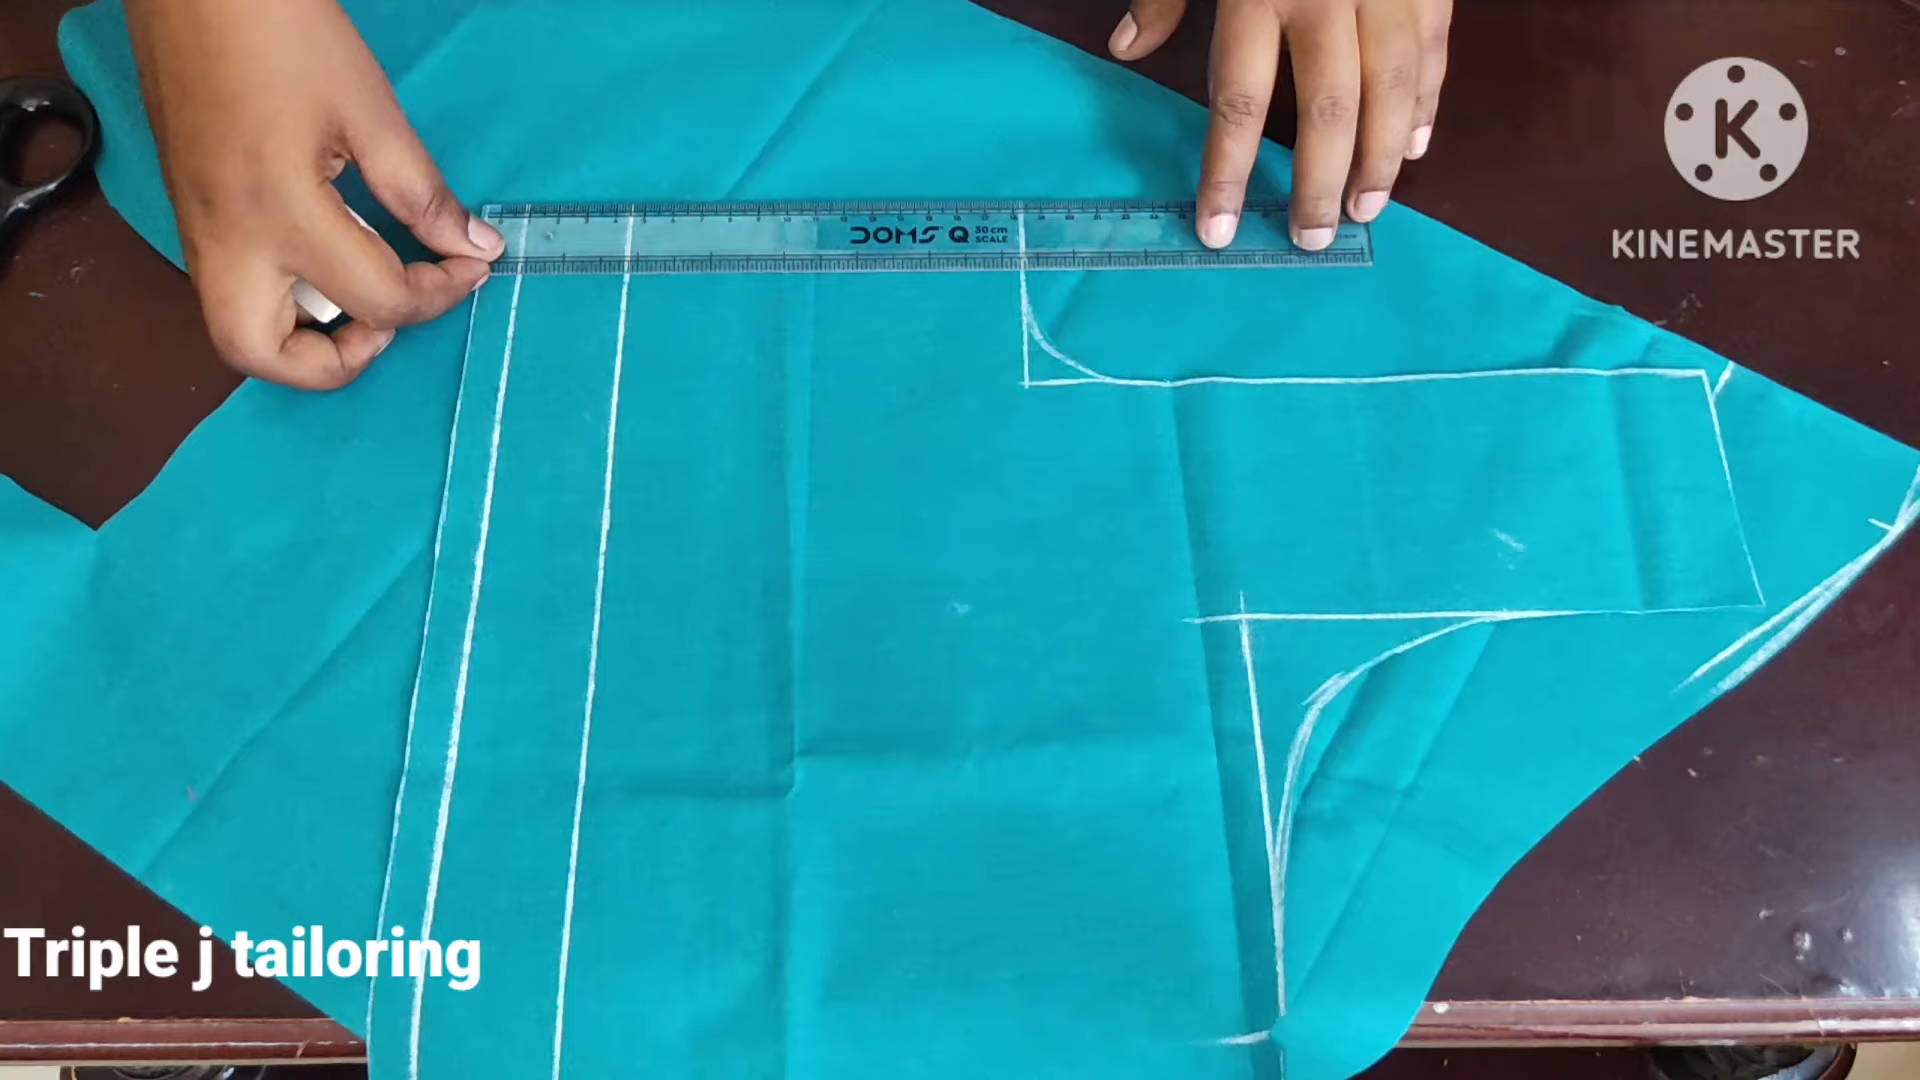 DOMS Q 30 cm
SCALE
K
KINEMASTER
Triple j tailoring